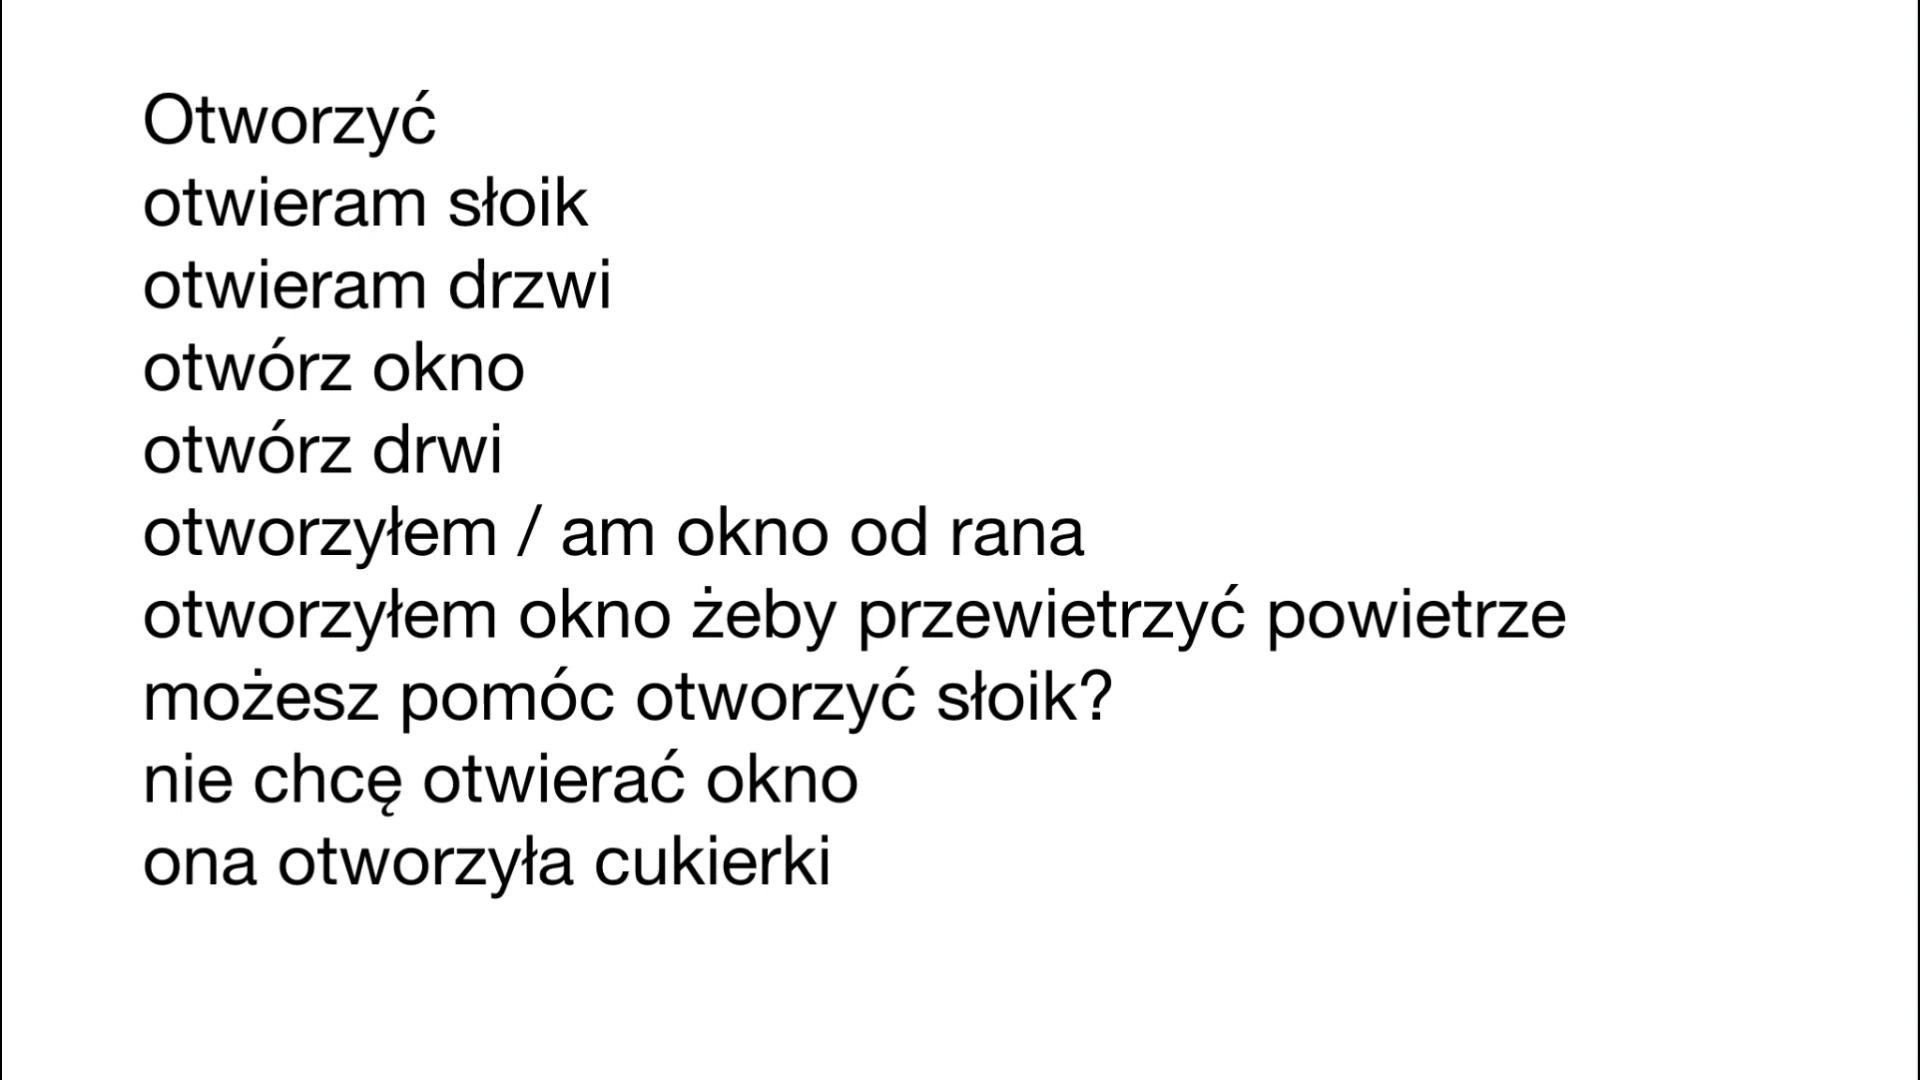 Otworzyć
otwieram słoik
otwieram drzwi
otwórz okno
otwórz drwi
otworzyłem / am okno od rana
otworzyłem okno żeby przewietrzyć powietrze
możesz pomóc otworzyć słoik?
nie chcę otwierać okno
ona otworzyła cukierki